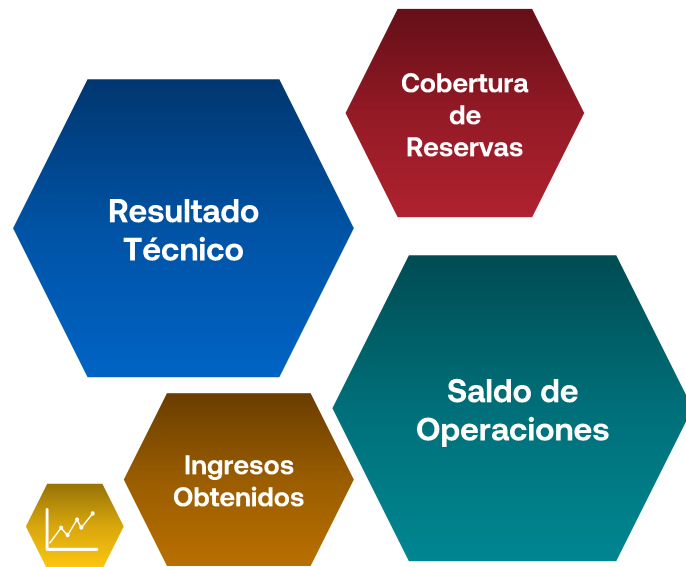 Cobertura
de
Reservas
Resultado
Técnico
Saldo de
Operaciones
Ingresos
Obtenidos